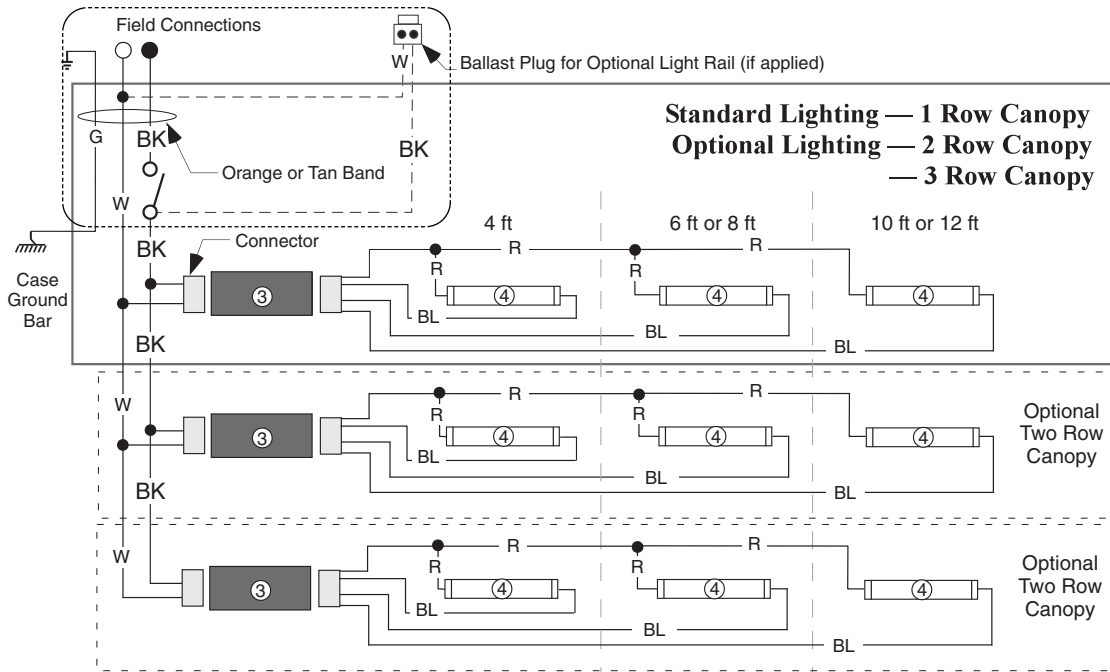 Field Connections
W
Ballast Plug for Optional Light Rail (if applied)
Standard Lighting — 1 Row Canopy
Optional Lighting — 2 Row Canopy
— 3 Row Canopy
G
BK
BK
Orange or Tan Band
W
4 ft
6 ft or 8 ft
10 ft or 12 ft
BK
Connector
R
R
Case
Ground
Bar
R
R
3
4
4
4
BL
BL
BL
BK
W
R
R
R
R
Optional
Two Row
Canopy
3
4
4
4
BL
BL
BL
BK
W
R
R
R
R
Optional
Two Row
Canopy
3
4
4
4
BL
BL
BL